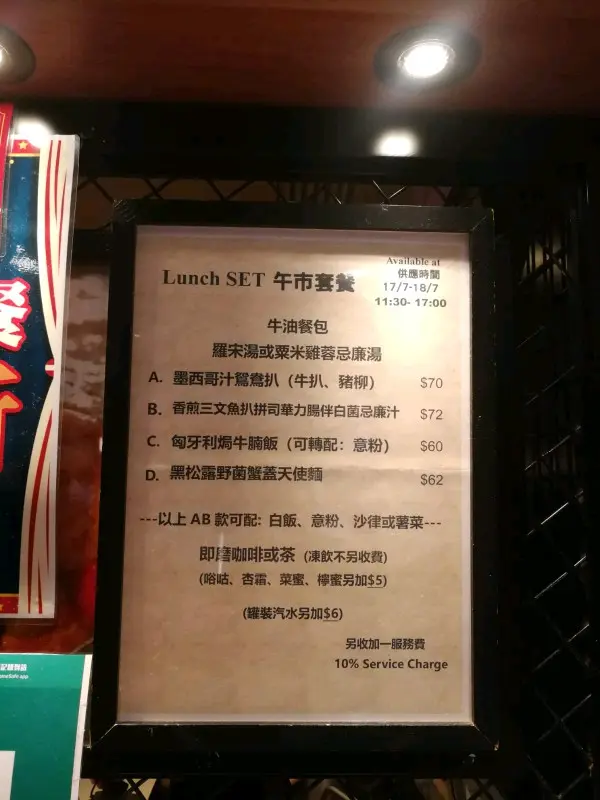 Lunch SET 午市套餐
Available at
供應時間
17/7-18/7
11:30- 17:00
牛油餐包
羅宋湯或粟米雞蓉忌廉湯
A. 墨西哥汁鴛鴦扒（牛扒、豬柳） $70
B. 香煎三文魚扒拼司華力腸伴白菌忌廉汁 $72
C. 匈牙利焗牛腩飯（可轉配：意粉） $60
D. 黑松露野菌蟹蓋天使麵 $62
---以上 AB 款可配：白飯、意粉、沙律或薯菜---
即磨咖啡或茶 (凍飲不另收費)
(唂咕、杏霜、菜蜜、檸蜜另加$5)
(罐裝汽水另加$6)
另收加一服務費
10% Service Charge